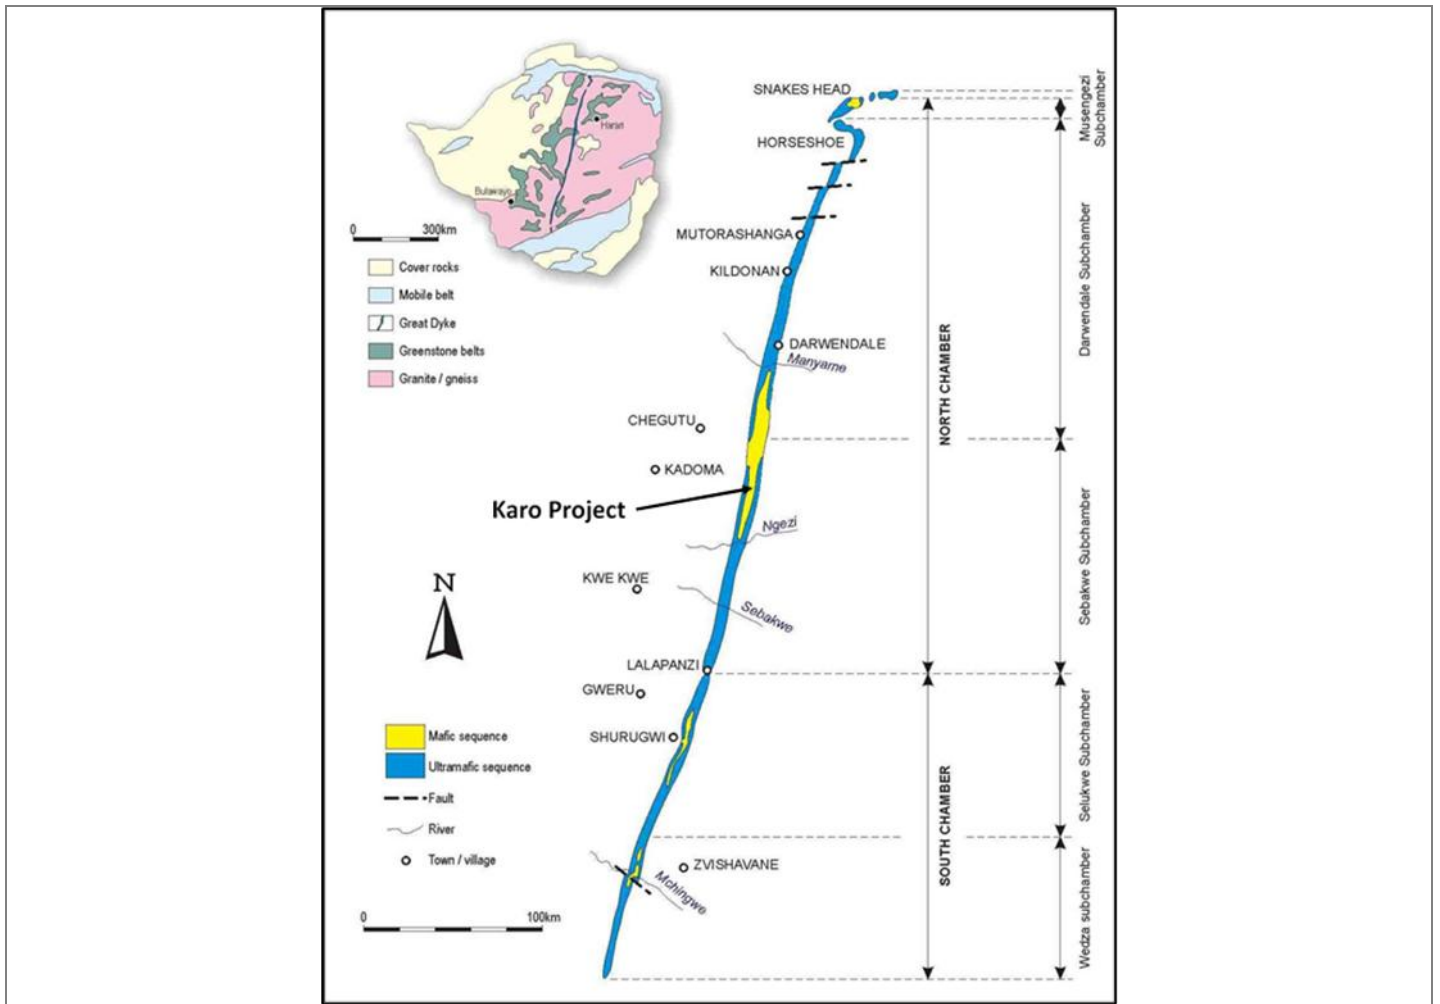 SNAKES HEAD
Musengezi
Subchamber
Harari
HORSESHOE
Bulawayo
0 300km
MUTORASHANGA
KILDONAN
Cover rocks
Mobile belt
Great Dyke
Greenstone belts
Granite / gneiss
Darwendale Subchamber
DARWENDALE
Manyame
NORTH CHAMBER
CHEGUTU
KADOMA
Karo Project
Ngezi
Sebakwe Subchamber
KWE KWE
N
Sebakwe
LALAPANZI
GWERU
SHURUGWI
Selukwe Subchamber
Mafic sequence
Ultramafic sequence
Fault
River
Town / village
SOUTH CHAMBER
ZVISHAVANE
Mchingwe
Wedza subchamber
0 100km